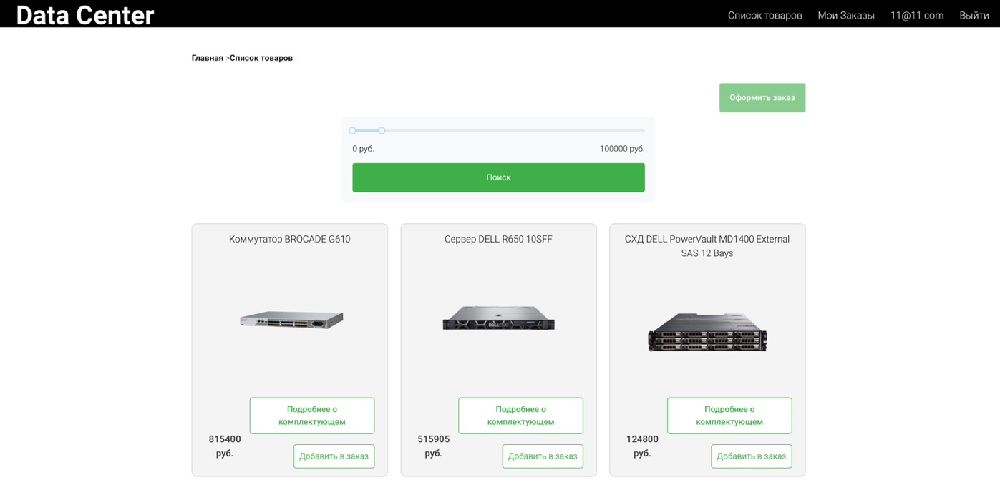 Data Center
Список товаров Мои Заказы 11@11.com Выйти
Главная >Список товаров
Оформить заказ
0 руб. 100000 руб.
Поиск
Коммутатор BROCADE G610
Подробнее о
комплектующем
815400
руб.
Добавить в заказ
Сервер DELL R650 10SFF
DELL
Подробнее о
комплектующем
515905
руб.
Добавить в заказ
СХД DELL PowerVault MD1400 External
SAS 12 Bays
Подробнее о
комплектующем
124800
руб.
Добавить в заказ